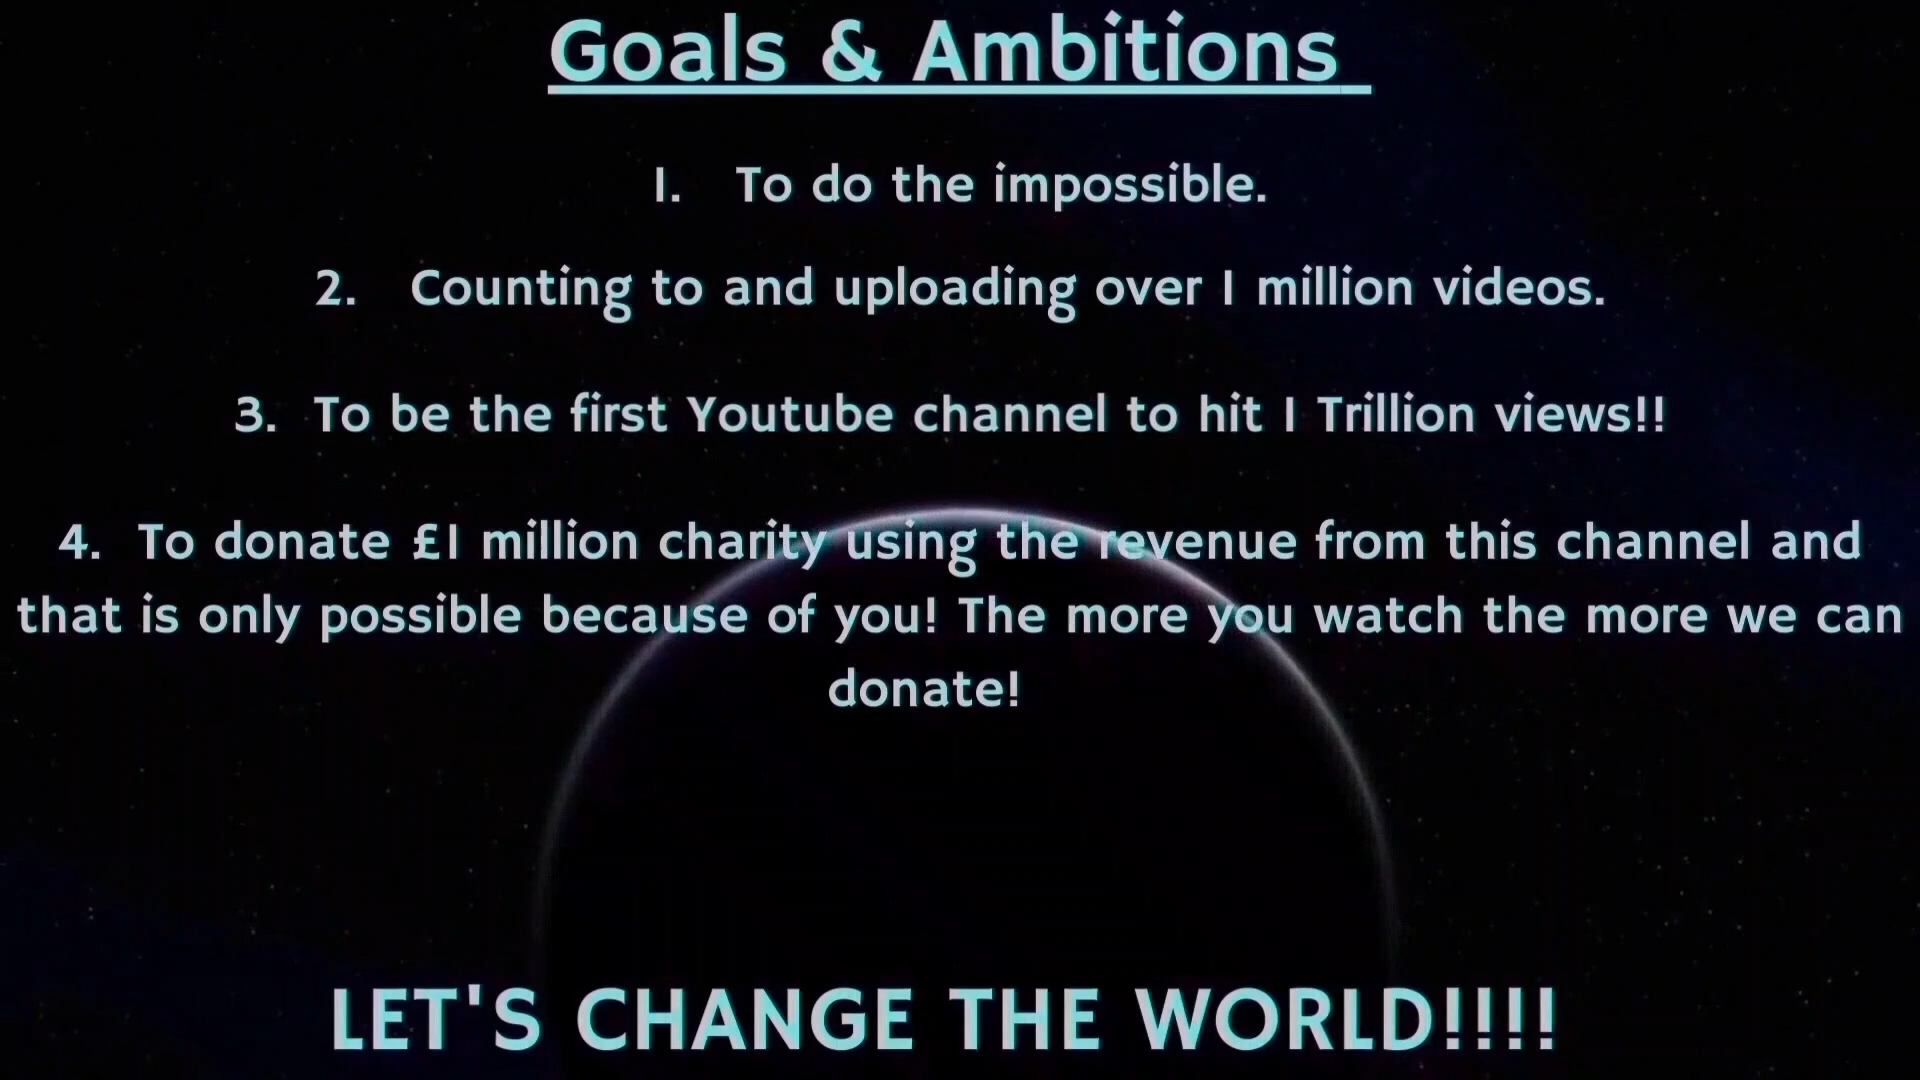 Goals & Ambitions
1. To do the impossible.
2. Counting to and uploading over 1 million videos.
3. To be the first Youtube channel to hit 1 Trillion views!!
4. To donate £1 million charity using the revenue from this channel and
that is only possible because of you! The more you watch the more we can
donate!
LET'S CHANGE THE WORLD!!!!